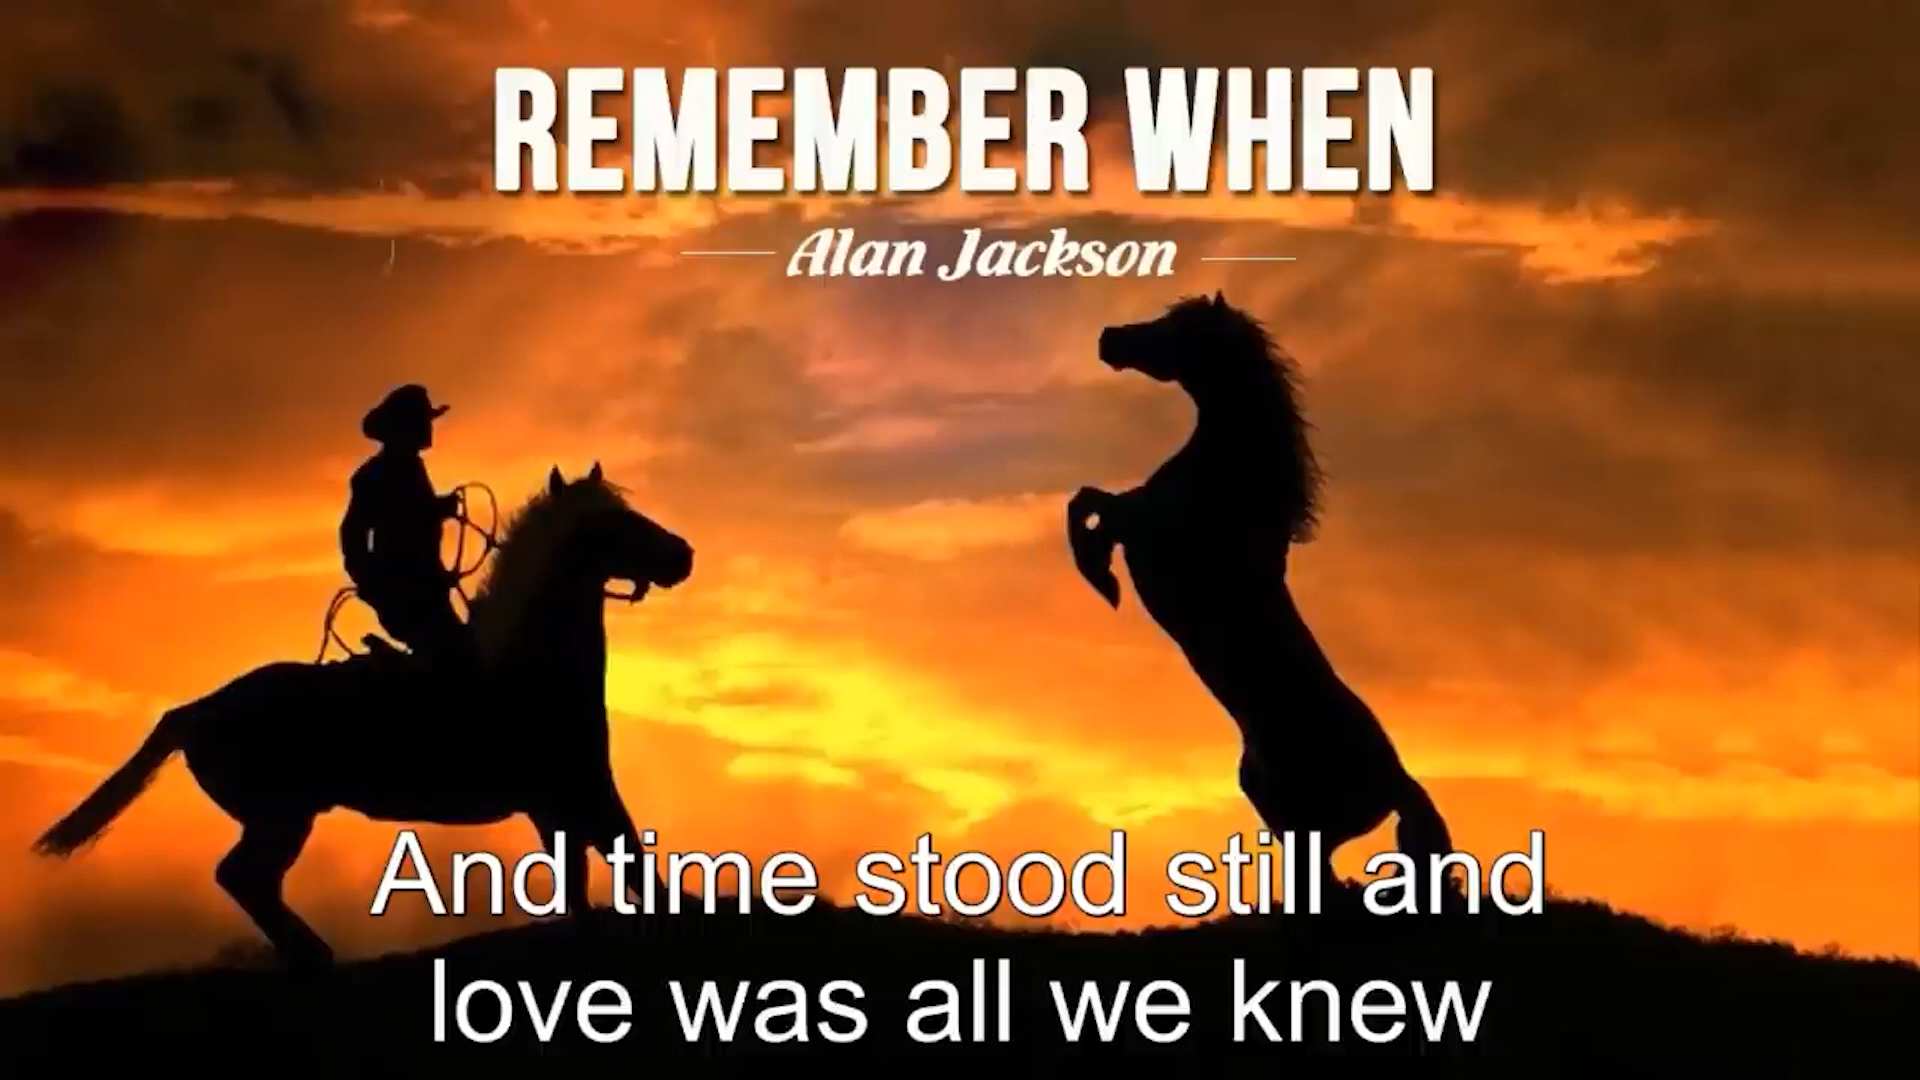 REMEMBER WHEN
Alan Jackson
And time stood still and
love was all we knew